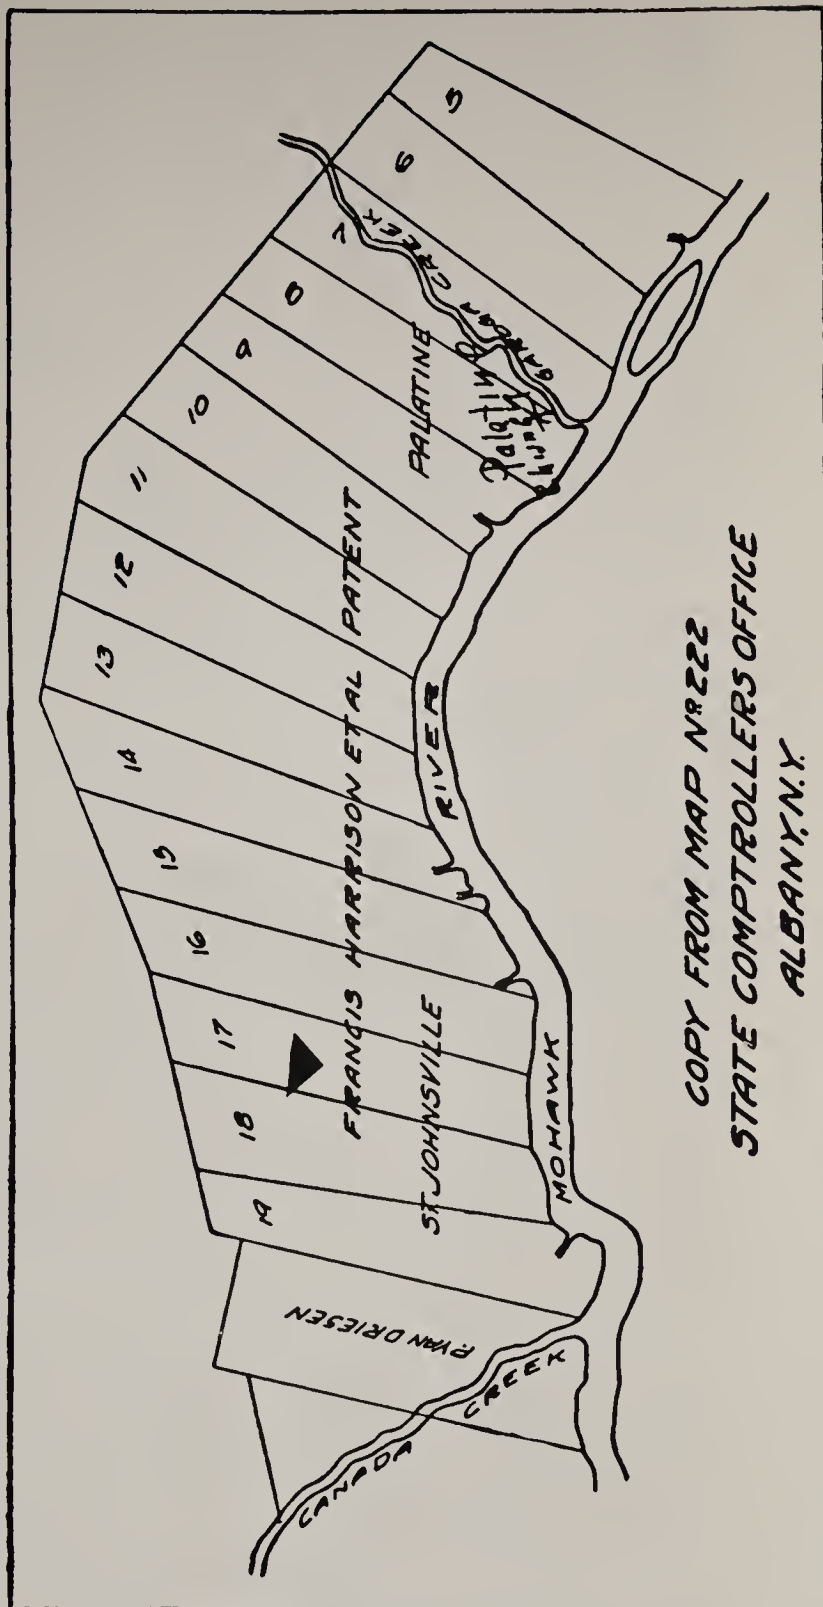 CANADA CREEK
P. VAN DRIESEN
19
18
17
16
15
14
13
12
11
10
9
8
7
6
5
FRANCIS HARRISON ET AL PATENT
ST. JOHNSVILLE
PALATINE
Palatine
GAROGA CREEK
MOHAWK RIVER
COPY FROM MAP Nº 222
STATE COMPTROLLERS OFFICE
ALBANY, N.Y.